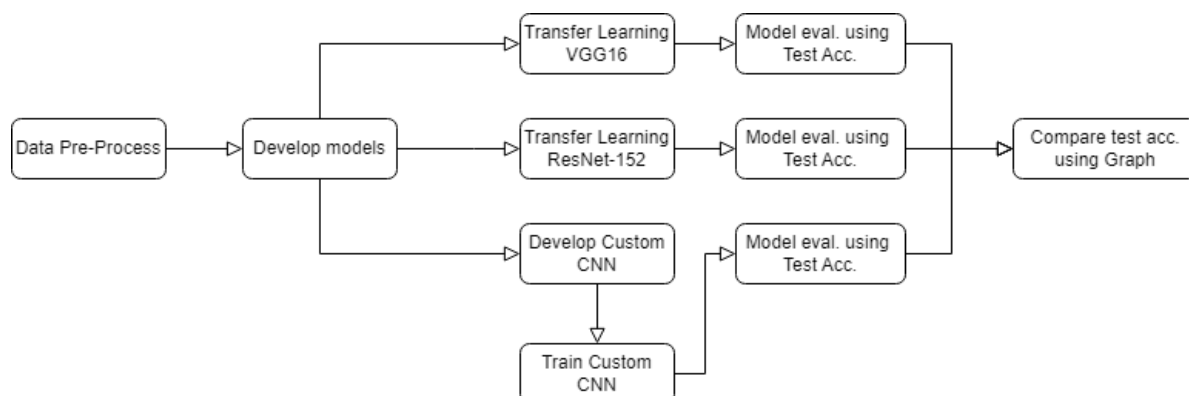 Data Pre-Process
Develop models
Transfer Learning
VGG16
Model eval. using
Test Acc.
Transfer Learning
ResNet-152
Model eval. using
Test Acc.
Develop Custom
CNN
Train Custom
CNN
Model eval. using
Test Acc.
Compare test acc.
using Graph